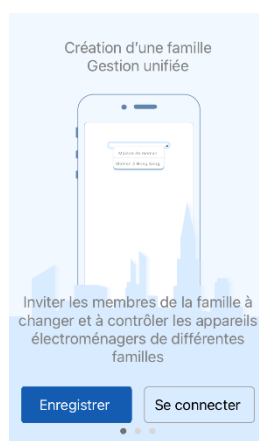 Création d'une famille
Gestion unifiée
Inviter les membres de la famille à
changer et à contrôler les appareils
électroménagers de différentes
familles
Enregistrer
Se connecter